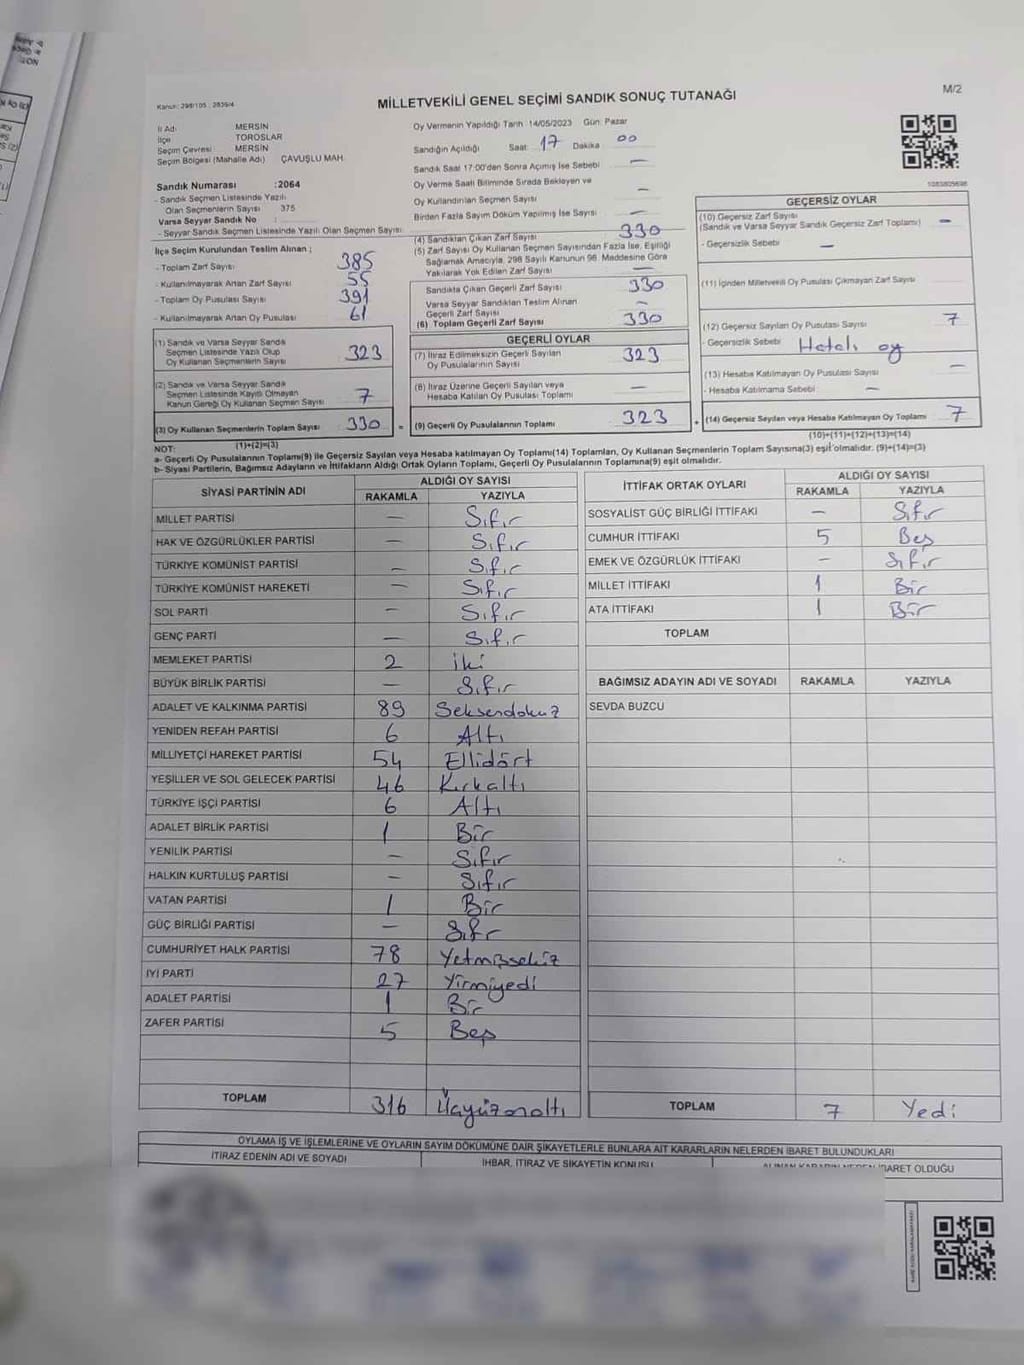 M/2
Kanun: 298/105 : 2839/4
MİLLETVEKİLİ GENEL SEÇİMİ SANDIK SONUÇ TUTANAĞI
İl Adı MERSİN
İlçe TOROSLAR
Seçim Çevresi MERSİN
Seçim Bölgesi (Mahalle Adı) ÇAVUŞLU MAH.
Sandık Numarası :2064
- Sandık Seçmen Listesinde Yazılı
Olan Seçmenlerin Sayısı 375
Varsa Seyyar Sandık No :
- Seyyar Sandık Seçmen Listesinde Yazılı Olan Seçmen Sayısı
Oy Vermenin Yapıldığı Tarih :14/05/2023 Gün: Pazar
Sandığın Açıldığı Saat: 17 Dakika 00
Sandık Saat 17:00'den Sonra Açımış İse Sebebi —
Oy Verme Saati Bitiminde Sırada Bekleyen ve
Oy Kullandırılan Seçmen Sayısı —
Birden Fazla Sayım Döküm Yapılmış İse Sayısı —
1083805696
İlçe Seçim Kurulundan Teslim Alınan ;
- Toplam Zarf Sayısı 385
- Kullanılmayarak Artan Zarf Sayısı 55
- Toplam Oy Pusulası Sayısı 391
- Kullanılmayarak Artan Oy Pusulası 61
(1) Sandık ve Varsa Seyyar Sandık
Seçmen Listesinde Yazılı Olup
Oy Kullanan Seçmenlerin Sayısı 323
(2) Sandık ve Varsa Seyyar Sandık
Seçmen Listesinde Kayıtlı Olmayan
Kanun Gereği Oy Kullanan Seçmen Sayısı 7
(3) Oy Kullanan Seçmenlerin Toplam Sayısı 330 =
(1)+(2)=(3)
(4) Sandıktan Çıkan Zarf Sayısı 330
(5) Zarf Sayısı Oy Kullanan Seçmen Sayısından Fazla İse, Eşitliği
Sağlamak Amacıyla, 298 Sayılı Kanunun 98. Maddesine Göre
Yakılarak Yok Edilen Zarf Sayısı —
Sandıkta Çıkan Geçerli Zarf Sayısı 330
Varsa Seyyar Sandıktan Teslim Alınan
Geçerli Zarf Sayısı —
(6) Toplam Geçerli Zarf Sayısı 330
GEÇERLİ OYLAR
(7) İtiraz Edilmeksizin Geçerli Sayılan
Oy Pusulalarının Sayısı 323
(8) İtiraz Üzerine Geçerli Sayılan veya
Hesaba Katılan Oy Pusulası Toplamı —
(9) Geçerli Oy Pusulalarının Toplamı 323 +
GEÇERSİZ OYLAR
(10) Geçersiz Zarf Sayısı
(Sandık ve Varsa Seyyar Sandık Geçersiz Zarf Toplamı) —
- Geçersizlik Sebebi —
(11) İçinden Milletvekili Oy Pusulası Çıkmayan Zarf Sayısı
(12) Geçersiz Sayılan Oy Pusulası Sayısı 7
- Geçersizlik Sebebi Hatalı oy
(13) Hesaba Katılmayan Oy Pusulası Sayısı —
- Hesaba Katılmama Sebebi —
(14) Geçersiz Sayılan veya Hesaba Katılmayan Oy Toplamı 7
(10)+(11)+(12)+(13)=(14)
NOT:
a- Geçerli Oy Pusulalarının Toplamı(9) ile Geçersiz Sayılan veya Hesaba katılmayan Oy Toplamı(14) Toplamları, Oy Kullanan Seçmenlerin Toplam Sayısına(3) eşit olmalıdır. (9)+(14)=(3)
b- Siyasi Partilerin, Bağımsız Adayların ve İttifakların Aldığı Ortak Oyların Toplamı, Geçerli Oy Pusulalarının Toplamına(9) eşit olmalıdır.
SİYASİ PARTİNİN ADI ALDIĞI OY SAYISI
RAKAMLA YAZIYLA
MİLLET PARTİSİ — Sıfır
HAK VE ÖZGÜRLÜKLER PARTİSİ — Sıfır
TÜRKİYE KOMÜNİST PARTİSİ — Sıfır
TÜRKİYE KOMÜNİST HAREKETİ — Sıfır
SOL PARTİ — Sıfır
GENÇ PARTİ — Sıfır
MEMLEKET PARTİSİ 2 iki
BÜYÜK BİRLİK PARTİSİ — Sıfır
ADALET VE KALKINMA PARTİSİ 89 Seksendokuz
YENİDEN REFAH PARTİSİ 6 Altı
MİLLİYETÇİ HAREKET PARTİSİ 54 Ellidört
YEŞİLLER VE SOL GELECEK PARTİSİ 46 Kırkaltı
TÜRKİYE İŞÇİ PARTİSİ 6 Altı
ADALET BİRLİK PARTİSİ 1 Bir
YENİLİK PARTİSİ — Sıfır
HALKIN KURTULUŞ PARTİSİ — Sıfır
VATAN PARTİSİ 1 Bir
GÜÇ BİRLİĞİ PARTİSİ — Sıfr
CUMHURİYET HALK PARTİSİ 78 Yetmişsekiz
İYİ PARTİ 27 Yirmiyedi
ADALET PARTİSİ 1 Bir
ZAFER PARTİSİ 5 Beş
TOPLAM 316 Üçyüzonaltı
İTTİFAK ORTAK OYLARI ALDIĞI OY SAYISI
RAKAMLA YAZIYLA
SOSYALİST GÜÇ BİRLİĞİ İTTİFAKI — Sıfır
CUMHUR İTTİFAKI 5 Beş
EMEK VE ÖZGÜRLÜK İTTİFAKI — Sıfır
MİLLET İTTİFAKI 1 Bir
ATA İTTİFAKI 1 Bir
TOPLAM
BAĞIMSIZ ADAYIN ADI VE SOYADI RAKAMLA YAZIYLA
SEVDA BUZCU
TOPLAM 7 Yedi
OYLAMA İŞ VE İŞLEMLERİNE VE OYLARIN SAYIM DÖKÜMÜNE DAİR ŞİKAYETLERLE BUNLARA AİT KARARLARIN NELERDEN İBARET BULUNDUKLARI
İTİRAZ EDENİN ADI VE SOYADI İHBAR, İTİRAZ VE ŞİKAYETİN KONUSU ALINAN KARARIN NEDEN İBARET OLDUĞU